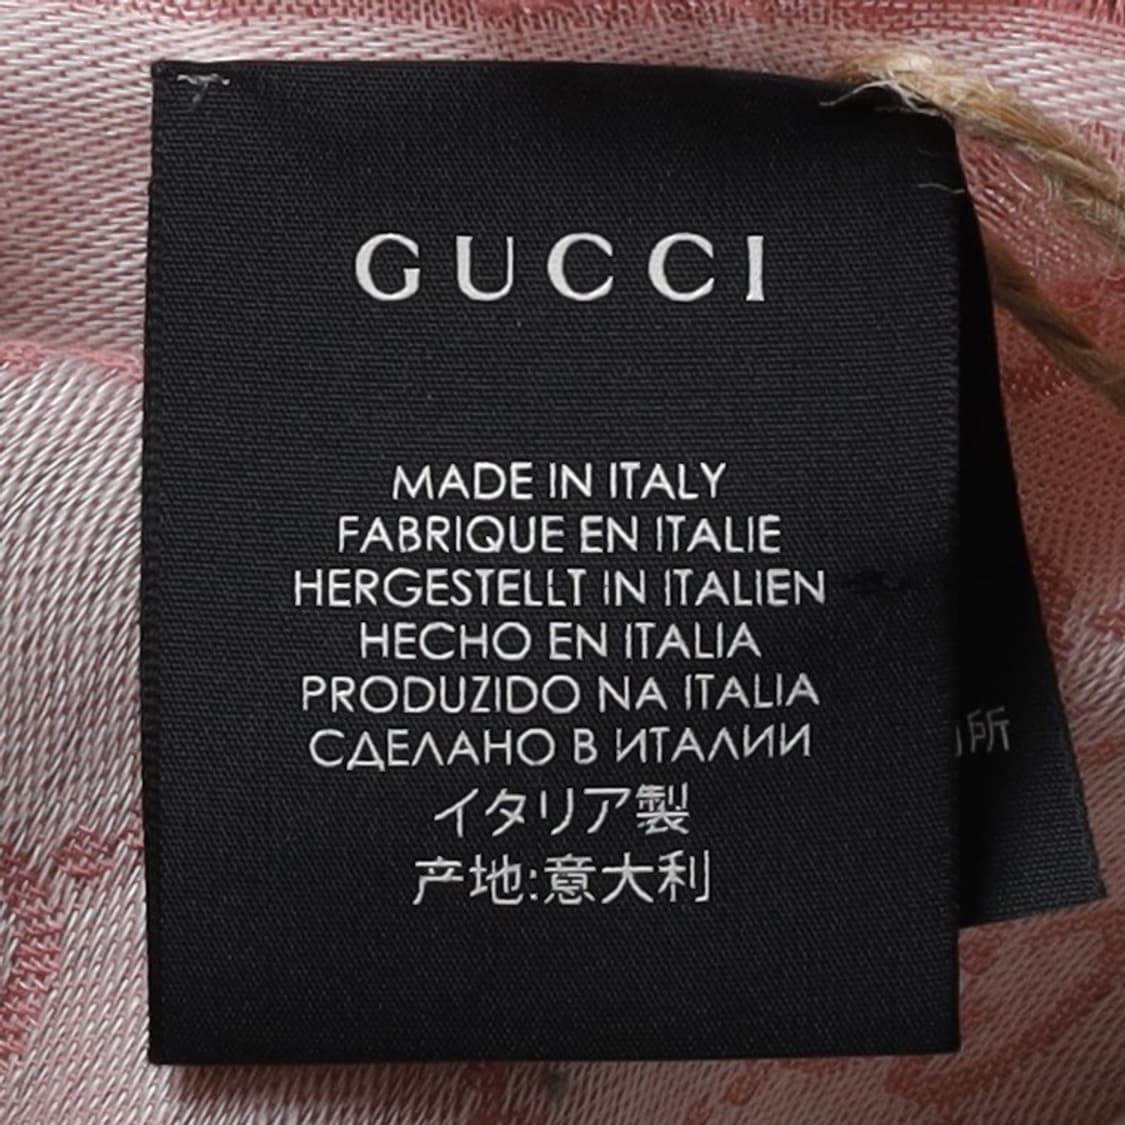 GUCCI
MADE IN ITALY
FABRIQUE EN ITALIE
HERGESTELLT IN ITALIEN
HECHO EN ITALIA
PRODUZIDO NA ITALIA
СДЕЛАНО В ИТАЛИИ
イタリア製
产地:意大利
所